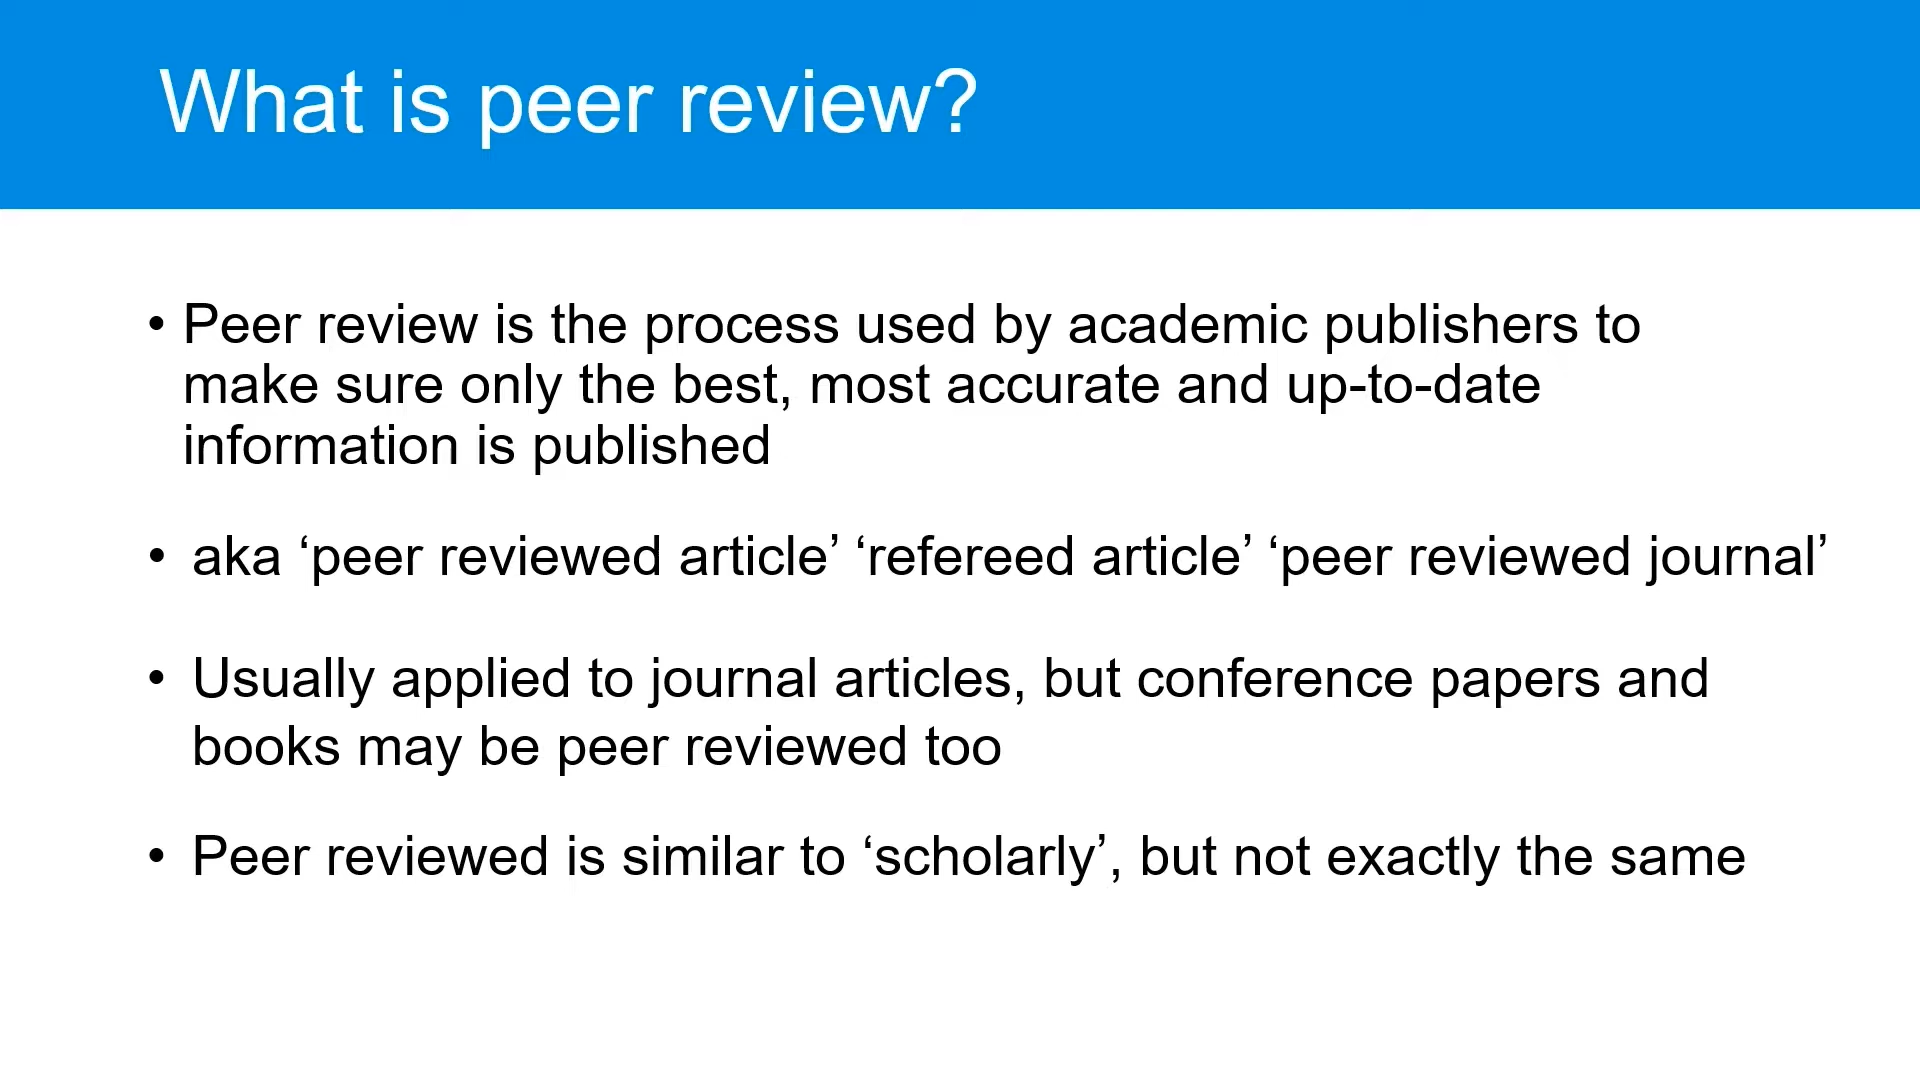 What is peer review?
• Peer review is the process used by academic publishers to
make sure only the best, most accurate and up-to-date
information is published
• aka ‘peer reviewed article’ ‘refereed article’ ‘peer reviewed journal’
• Usually applied to journal articles, but conference papers and
books may be peer reviewed too
• Peer reviewed is similar to ‘scholarly’, but not exactly the same